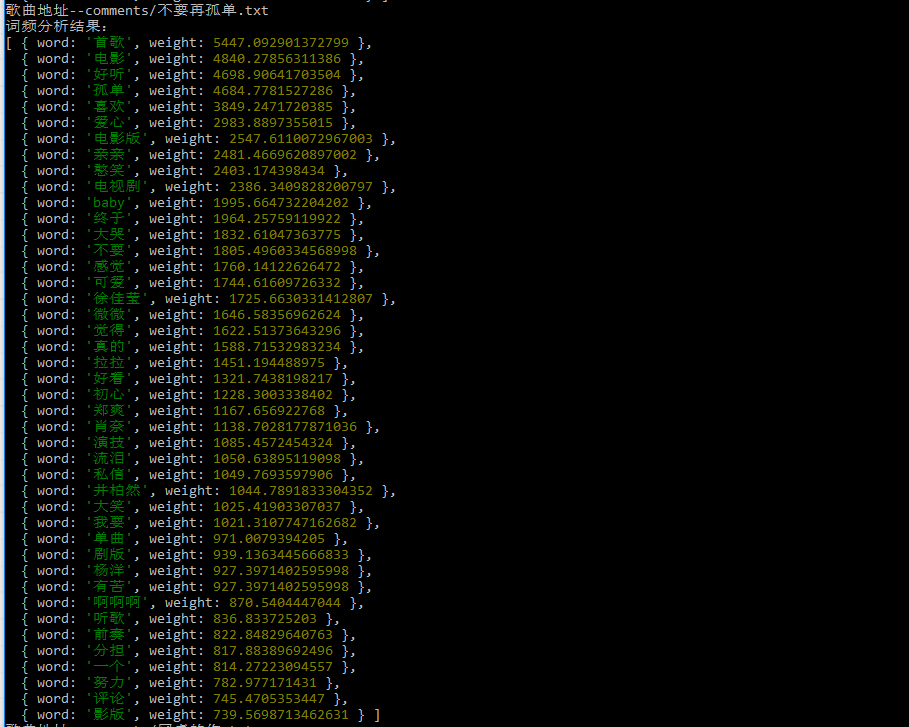 歌曲地址--comments/不要再孤单.txt
词频分析结果:
[ { word: '首歌', weight: 5447.092901372799 },
{ word: '电影', weight: 4840.27856311386 },
{ word: '好听', weight: 4698.90641703504 },
{ word: '孤单', weight: 4684.7781527286 },
{ word: '喜欢', weight: 3849.2471720385 },
{ word: '爱心', weight: 2983.8897355015 },
{ word: '电影版', weight: 2547.6110072967003 },
{ word: '亲亲', weight: 2481.4669620897002 },
{ word: '憨笑', weight: 2403.174398434 },
{ word: '电视剧', weight: 2386.3409828200797 },
{ word: 'baby', weight: 1995.664732204202 },
{ word: '终于', weight: 1964.25759119922 },
{ word: '大哭', weight: 1832.61047363775 },
{ word: '不要', weight: 1805.4960334568998 },
{ word: '感觉', weight: 1760.14122626472 },
{ word: '可爱', weight: 1744.61609726332 },
{ word: '徐佳莹', weight: 1725.6630331412807 },
{ word: '微微', weight: 1646.58356962624 },
{ word: '觉得', weight: 1622.51373643296 },
{ word: '真的', weight: 1588.71532983234 },
{ word: '拉拉', weight: 1451.194488975 },
{ word: '好看', weight: 1321.7438198217 },
{ word: '初心', weight: 1228.3003338402 },
{ word: '郑爽', weight: 1167.656922768 },
{ word: '肖奈', weight: 1138.7028177871036 },
{ word: '演技', weight: 1085.4572454324 },
{ word: '流泪', weight: 1050.63895119098 },
{ word: '私信', weight: 1049.7693597906 },
{ word: '井柏然', weight: 1044.7891833304352 },
{ word: '大笑', weight: 1025.41903307037 },
{ word: '我要', weight: 1021.3107747162682 },
{ word: '单曲', weight: 971.0079394205 },
{ word: '剧版', weight: 939.1363445666833 },
{ word: '杨洋', weight: 927.3971402595998 },
{ word: '有苦', weight: 927.3971402595998 },
{ word: '啊啊啊', weight: 870.5404447044 },
{ word: '听歌', weight: 836.833725203 },
{ word: '前奏', weight: 822.84829640763 },
{ word: '分担', weight: 817.88389692496 },
{ word: '一个', weight: 814.27223094557 },
{ word: '努力', weight: 782.977171431 },
{ word: '评论', weight: 745.4705353447 },
{ word: '影版', weight: 739.5698713462631 } ]